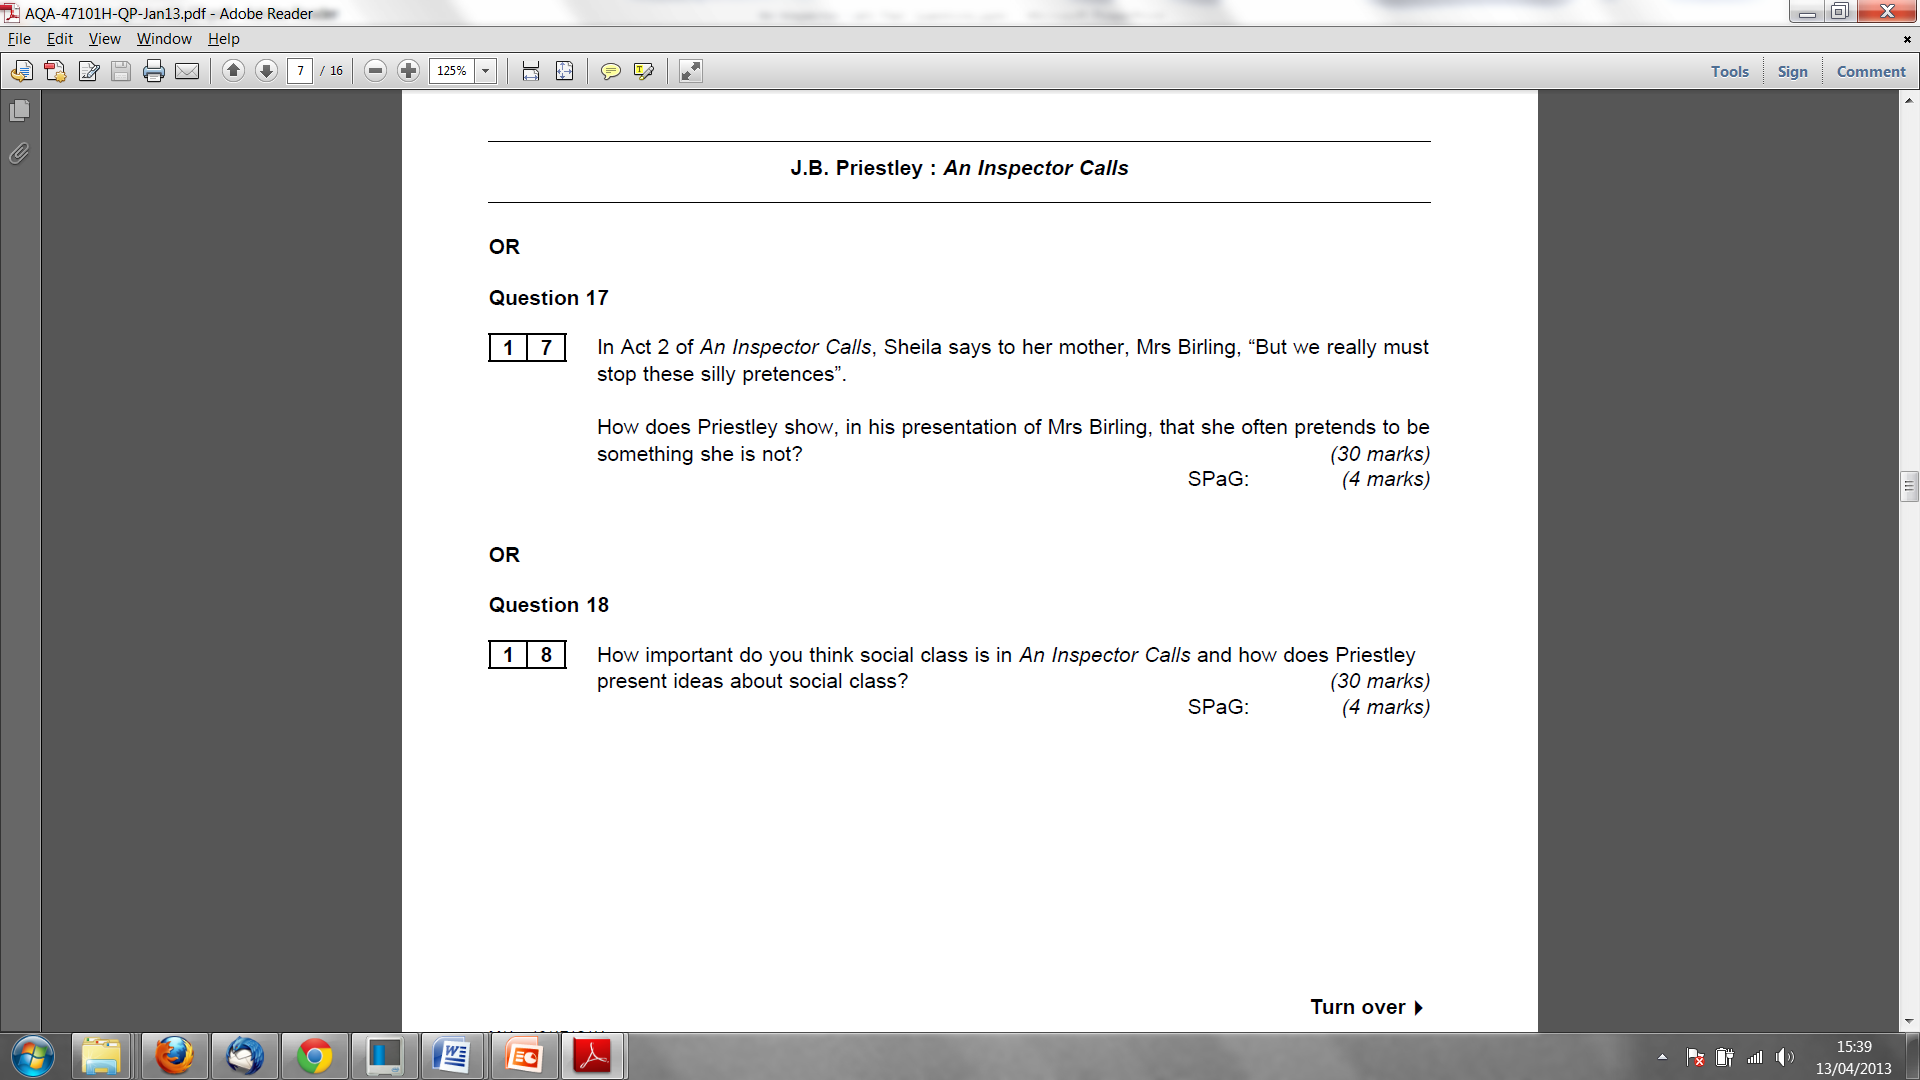 AQA-47101H-QP-Jan13.pdf - Adobe Reader
File Edit View Window Help
7 / 16 125% Tools Sign Comment
J.B. Priestley : An Inspector Calls
OR
Question 17
1 7 In Act 2 of An Inspector Calls, Sheila says to her mother, Mrs Birling, “But we really must
stop these silly pretences”.
How does Priestley show, in his presentation of Mrs Birling, that she often pretends to be
something she is not? (30 marks)
SPaG: (4 marks)
OR
Question 18
1 8 How important do you think social class is in An Inspector Calls and how does Priestley
present ideas about social class? (30 marks)
SPaG: (4 marks)
Turn over
15:39
13/04/2013